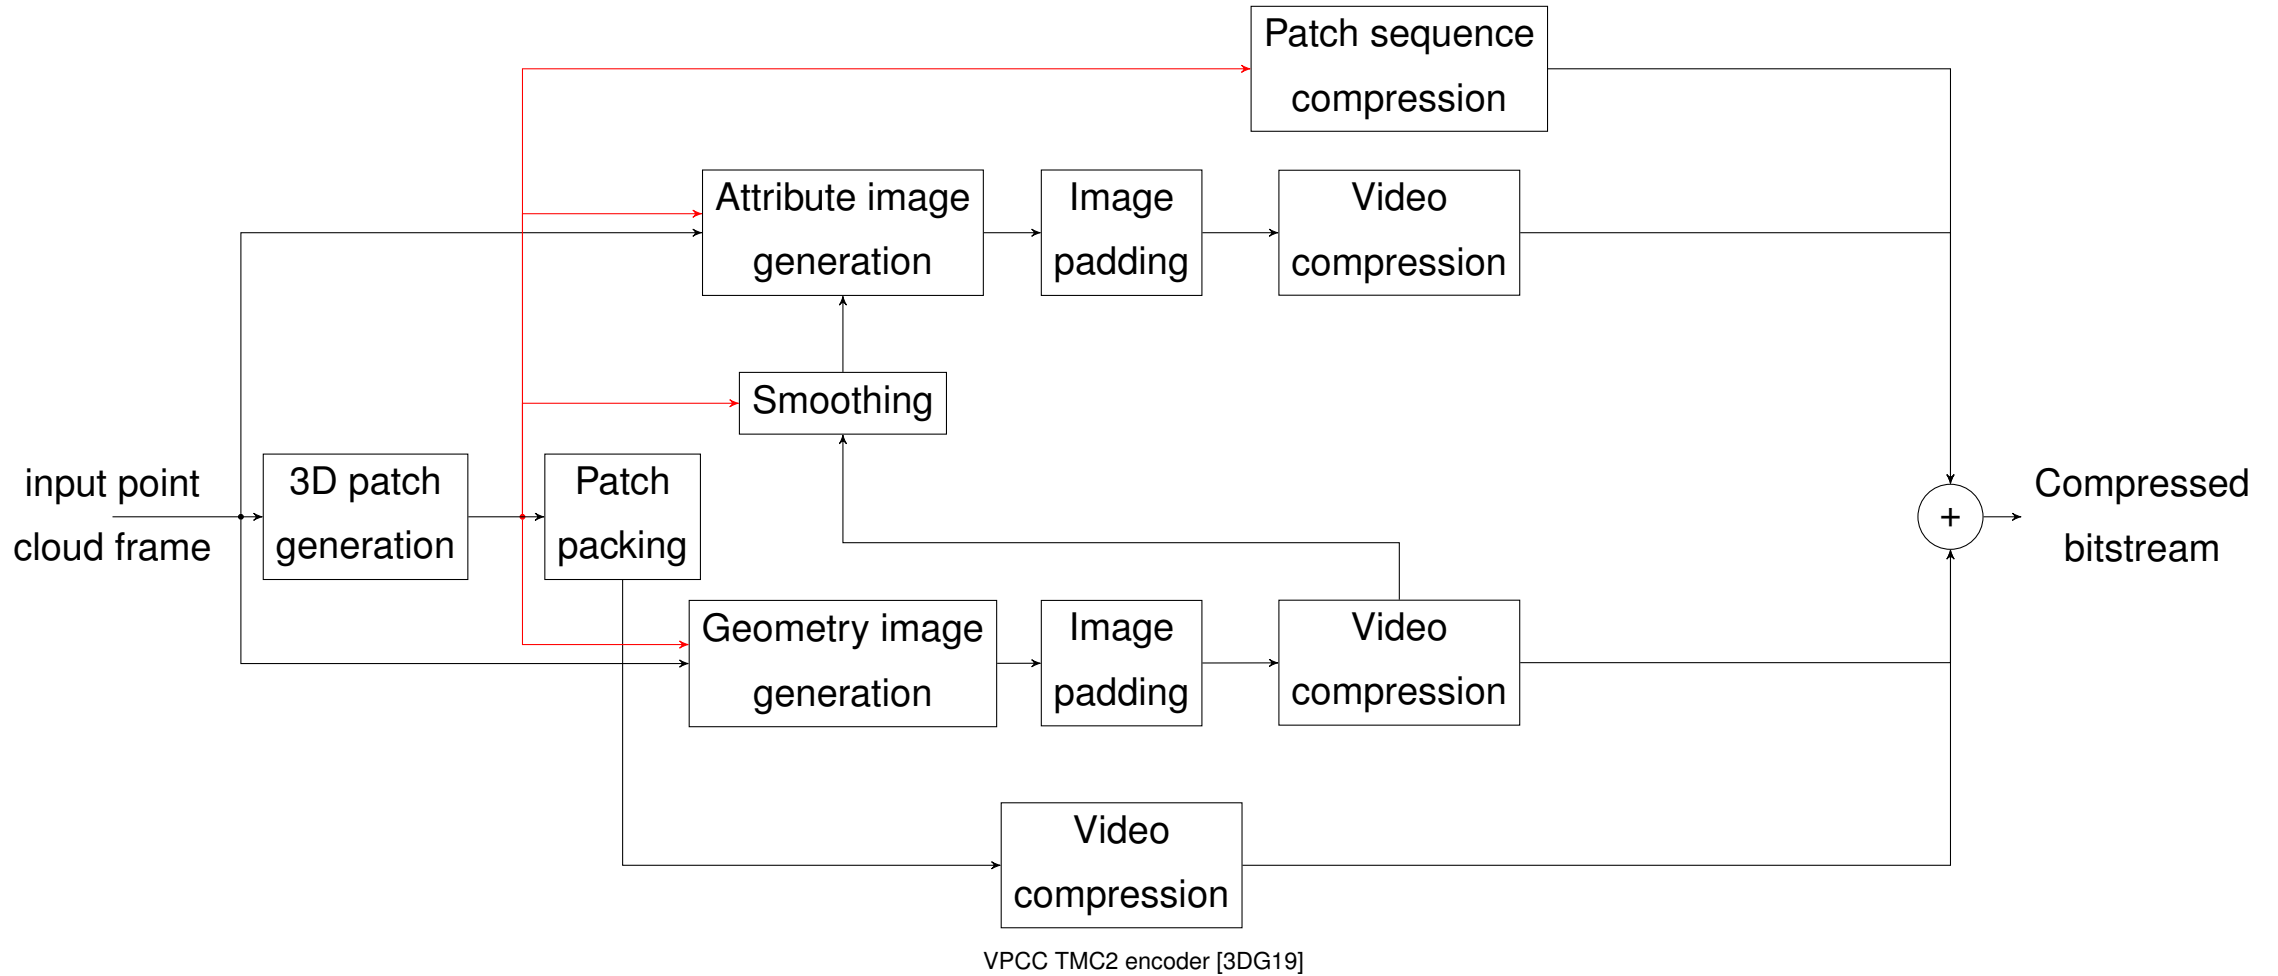 Patch sequence
compression
Attribute image
generation
Image
padding
Video
compression
Smoothing
input point
cloud frame
3D patch
generation
Patch
packing
+
Compressed
bitstream
Geometry image
generation
Image
padding
Video
compression
Video
compression
VPCC TMC2 encoder [3DG19]